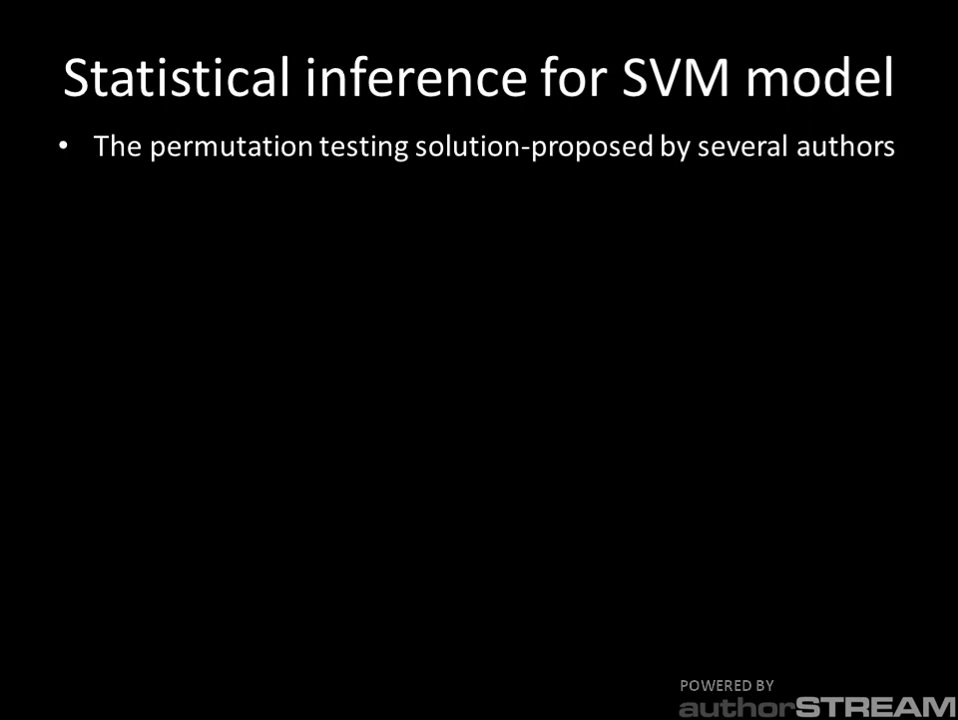 Statistical inference for SVM model
• The permutation testing solution-proposed by several authors
POWERED BY
authorSTREAM